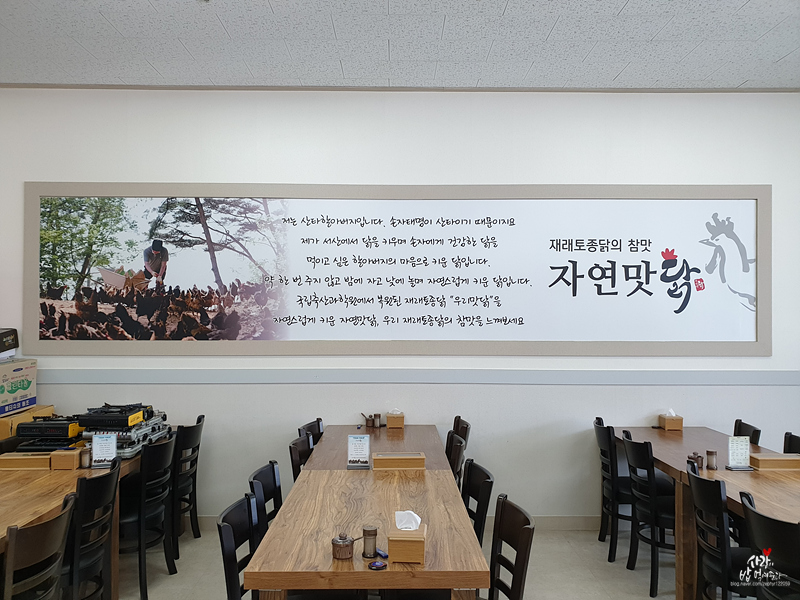 저는 산타할아버지입니다. 손자태명이 산타이기 때문이지요
제가 서산에서 닭을 키우며 손자에게 건강한 닭을
먹이고 싶은 할아버지의 마음으로 키운 닭입니다.
약 한 번 주지 않고 밤에 자고 낮에 놀며 자연스럽게 키운 닭입니다.
국립축산과학원에서 복원된 재래토종닭 "우리맛닭"을
자연스럽게 키운 자연맛닭, 우리 재래토종닭의 참맛을 느껴보세요
재래토종닭의 참맛
자연맛닭
blog.naver.com/zephyr122059